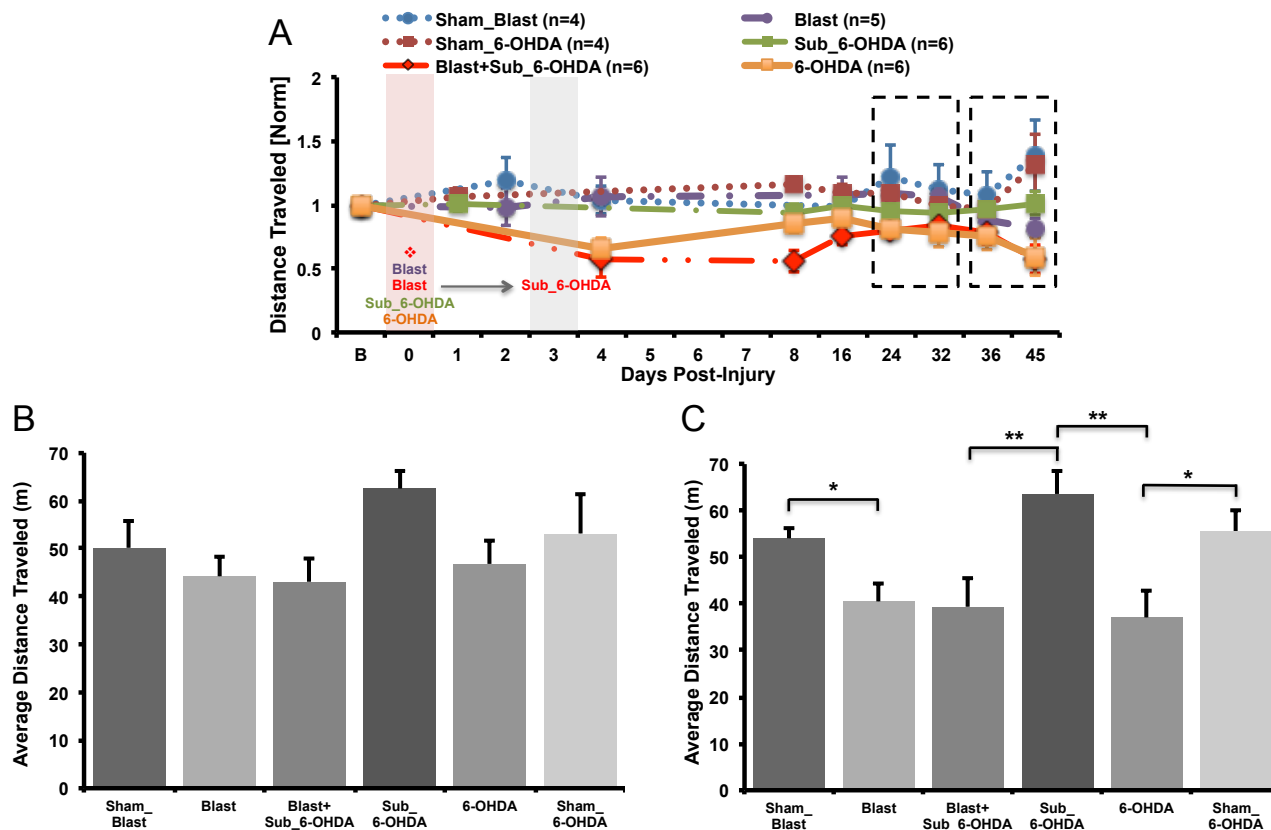 A
Sham_Blast (n=4)
Blast (n=5)
Sham_6-OHDA (n=4)
Sub_6-OHDA (n=6)
Blast+Sub_6-OHDA (n=6)
6-OHDA (n=6)
Distance Traveled [Norm]
2
1.5
1
0.5
0
Blast
Blast
Sub_6-OHDA
Sub_6-OHDA
6-OHDA
B 0 1 2 3 4 5 6 7 8 16 24 32 36 45
Days Post-Injury
B
Average Distance Traveled (m)
70
60
50
40
30
20
10
0
Sham_
Blast
Blast
Blast+
Sub_6-OHDA
Sub_
6-OHDA
6-OHDA
Sham_
6-OHDA
C
Average Distance Traveled (m)
70
60
50
40
30
20
10
0
*
**
**
*
Sham_
Blast
Blast
Blast+
Sub_6-OHDA
Sub_
6-OHDA
6-OHDA
Sham_
6-OHDA